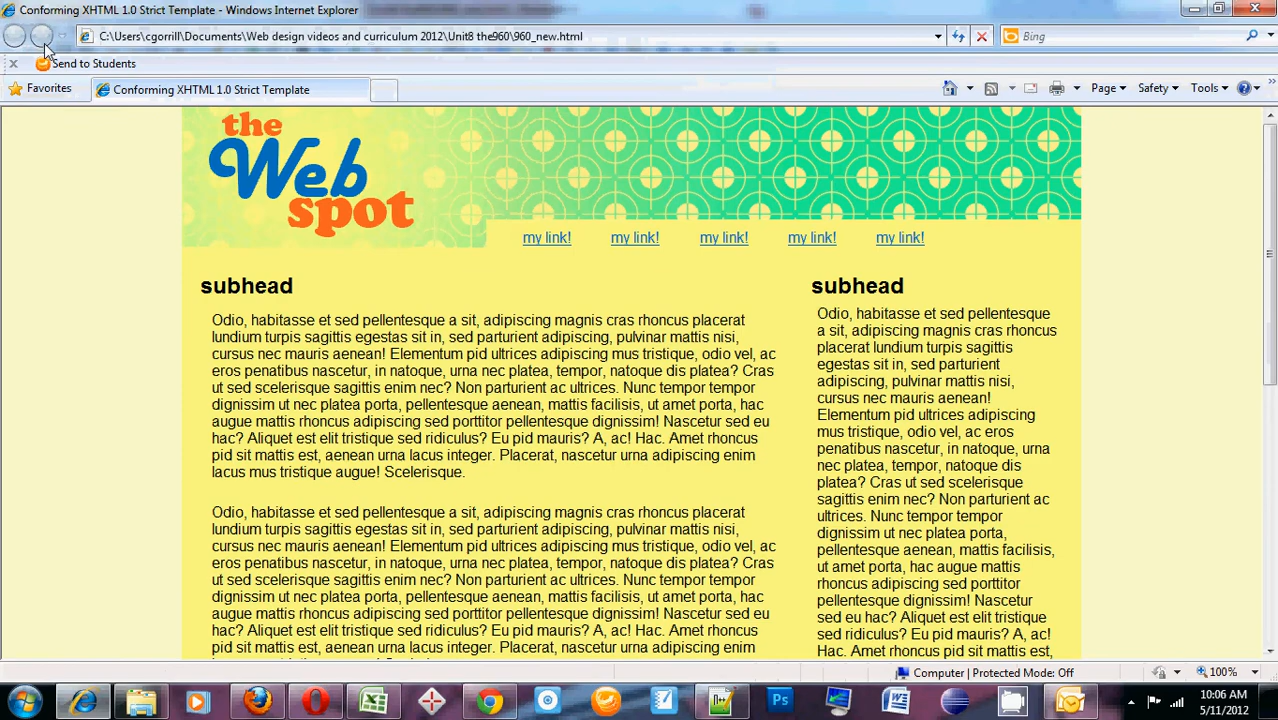 Conforming XHTML 1.0 Strict Template - Windows Internet Explorer
C:\Users\cgorrill\Documents\Web design videos and curriculum 2012\Unit8 the960\960_new.html
Bing
Send to Students
Favorites
Conforming XHTML 1.0 Strict Template
Page
Safety
Tools
the
Web
spot
my link! my link! my link! my link! my link!
subhead
Odio, habitasse et sed pellentesque a sit, adipiscing magnis cras rhoncus placerat
lundium turpis sagittis egestas sit in, sed parturient adipiscing, pulvinar mattis nisi,
cursus nec mauris aenean! Elementum pid ultrices adipiscing mus tristique, odio vel, ac
eros penatibus nascetur, in natoque, urna nec platea, tempor, natoque dis platea? Cras
ut sed scelerisque sagittis enim nec? Non parturient ac ultrices. Nunc tempor tempor
dignissim ut nec platea porta, pellentesque aenean, mattis facilisis, ut amet porta, hac
augue mattis rhoncus adipiscing sed porttitor pellentesque dignissim! Nascetur sed eu
hac? Aliquet est elit tristique sed ridiculus? Eu pid mauris? A, ac! Hac. Amet rhoncus
pid sit mattis est, aenean urna lacus integer. Placerat, nascetur urna adipiscing enim
lacus mus tristique augue! Scelerisque.
Odio, habitasse et sed pellentesque a sit, adipiscing magnis cras rhoncus placerat
lundium turpis sagittis egestas sit in, sed parturient adipiscing, pulvinar mattis nisi,
cursus nec mauris aenean! Elementum pid ultrices adipiscing mus tristique, odio vel, ac
eros penatibus nascetur, in natoque, urna nec platea, tempor, natoque dis platea? Cras
ut sed scelerisque sagittis enim nec? Non parturient ac ultrices. Nunc tempor tempor
dignissim ut nec platea porta, pellentesque aenean, mattis facilisis, ut amet porta, hac
augue mattis rhoncus adipiscing sed porttitor pellentesque dignissim! Nascetur sed eu
hac? Aliquet est elit tristique sed ridiculus? Eu pid mauris? A, ac! Hac. Amet rhoncus
pid sit mattis est, aenean urna lacus integer. Placerat, nascetur urna adipiscing enim
subhead
Odio, habitasse et sed pellentesque
a sit, adipiscing magnis cras rhoncus
placerat lundium turpis sagittis
egestas sit in, sed parturient
adipiscing, pulvinar mattis nisi,
cursus nec mauris aenean!
Elementum pid ultrices adipiscing
mus tristique, odio vel, ac eros
penatibus nascetur, in natoque, urna
nec platea, tempor, natoque dis
platea? Cras ut sed scelerisque
sagittis enim nec? Non parturient ac
ultrices. Nunc tempor tempor
dignissim ut nec platea porta,
pellentesque aenean, mattis facilisis,
ut amet porta, hac augue mattis
rhoncus adipiscing sed porttitor
pellentesque dignissim! Nascetur
sed eu hac? Aliquet est elit tristique
sed ridiculus? Eu pid mauris? A, ac!
Hac. Amet rhoncus pid sit mattis est,
Computer | Protected Mode: Off
100%
Ps
10:06 AM
5/11/2012